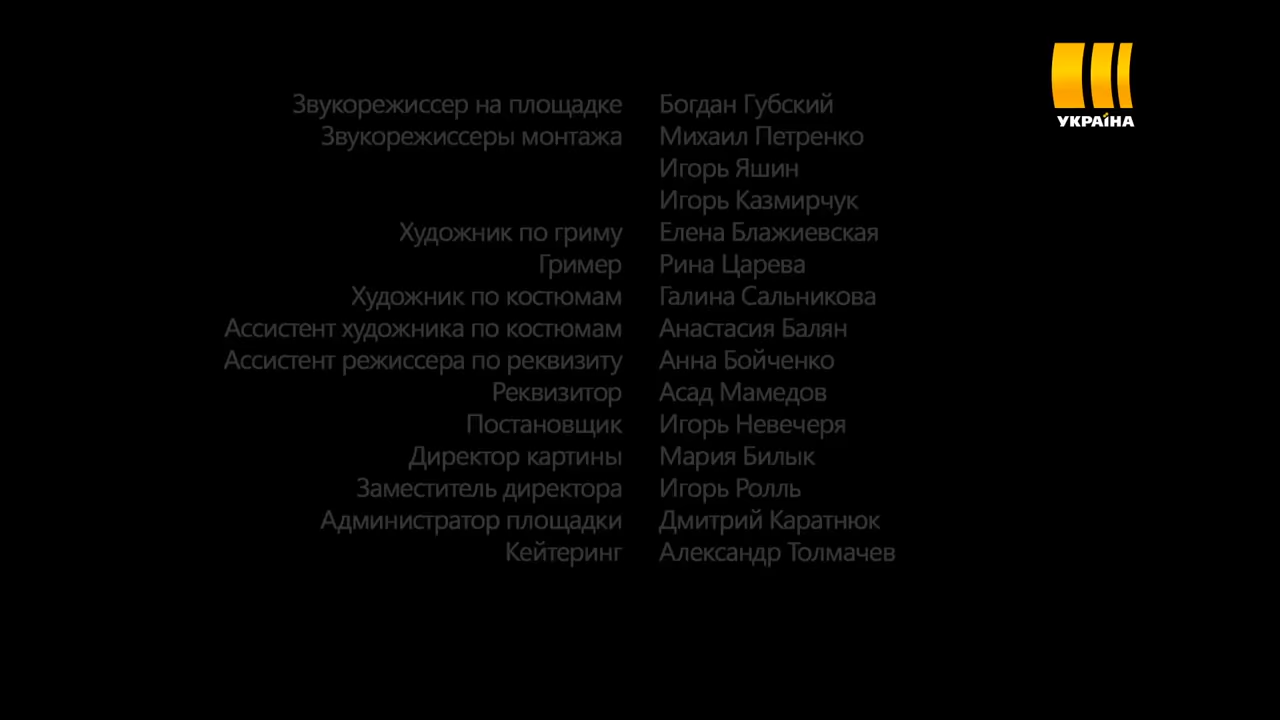 УКРАЇНА
Звукорежиссер на площадке Богдан Губский
Звукорежиссеры монтажа Михаил Петренко
Игорь Яшин
Игорь Казмирчук
Художник по гриму Елена Блажиевская
Гример Рина Царева
Художник по костюмам Галина Сальникова
Ассистент художника по костюмам Анастасия Балян
Ассистент режиссера по реквизиту Анна Бойченко
Реквизитор Асад Мамедов
Постановщик Игорь Невечеря
Директор картины Мария Билык
Заместитель директора Игорь Ролль
Администратор площадки Дмитрий Каратнюк
Кейтеринг Александр Толмачев